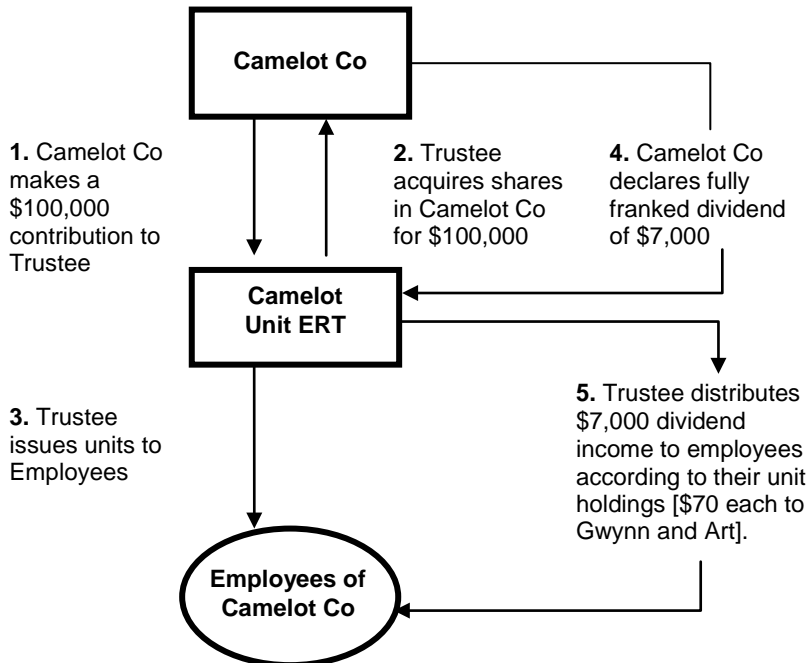 Camelot Co
1. Camelot Co
makes a
$100,000
contribution to
Trustee
2. Trustee
acquires shares
in Camelot Co
for $100,000
4. Camelot Co
declares fully
franked dividend
of $7,000
Camelot
Unit ERT
3. Trustee
issues units to
Employees
5. Trustee distributes
$7,000 dividend
income to employees
according to their unit
holdings [$70 each to
Gwynn and Art].
Employees of
Camelot Co